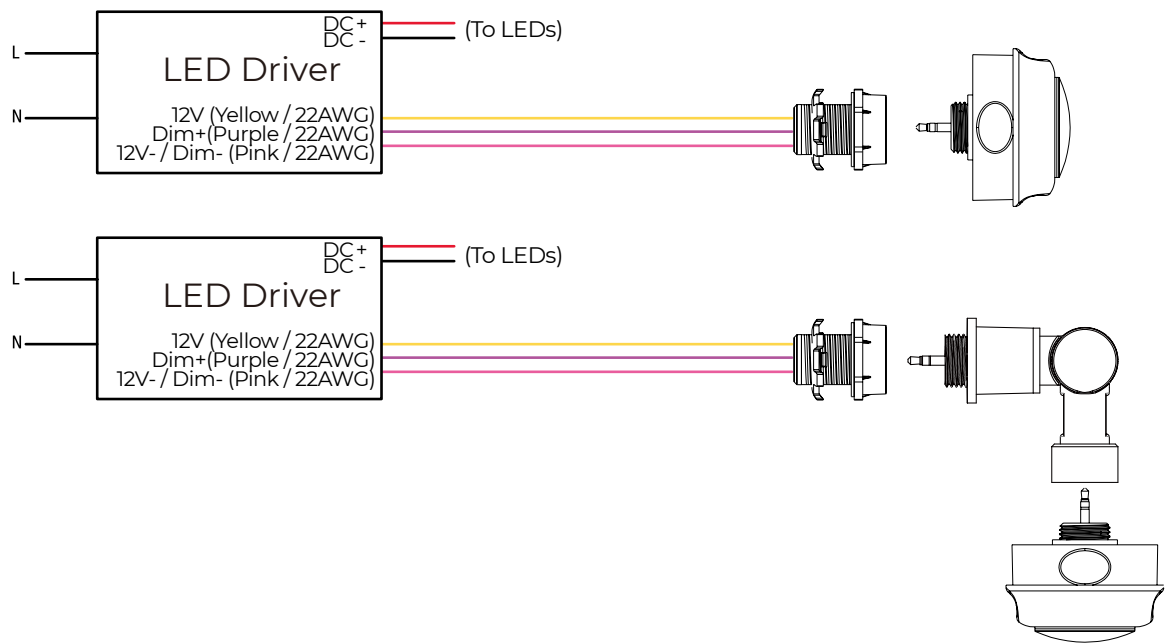 DC+
DC -
(To LEDs)
L
LED Driver
N
12V (Yellow / 22AWG)
Dim+(Purple / 22AWG)
12V- / Dim- (Pink / 22AWG)
DC+
DC -
(To LEDs)
L
LED Driver
N
12V (Yellow / 22AWG)
Dim+(Purple / 22AWG)
12V- / Dim- (Pink / 22AWG)